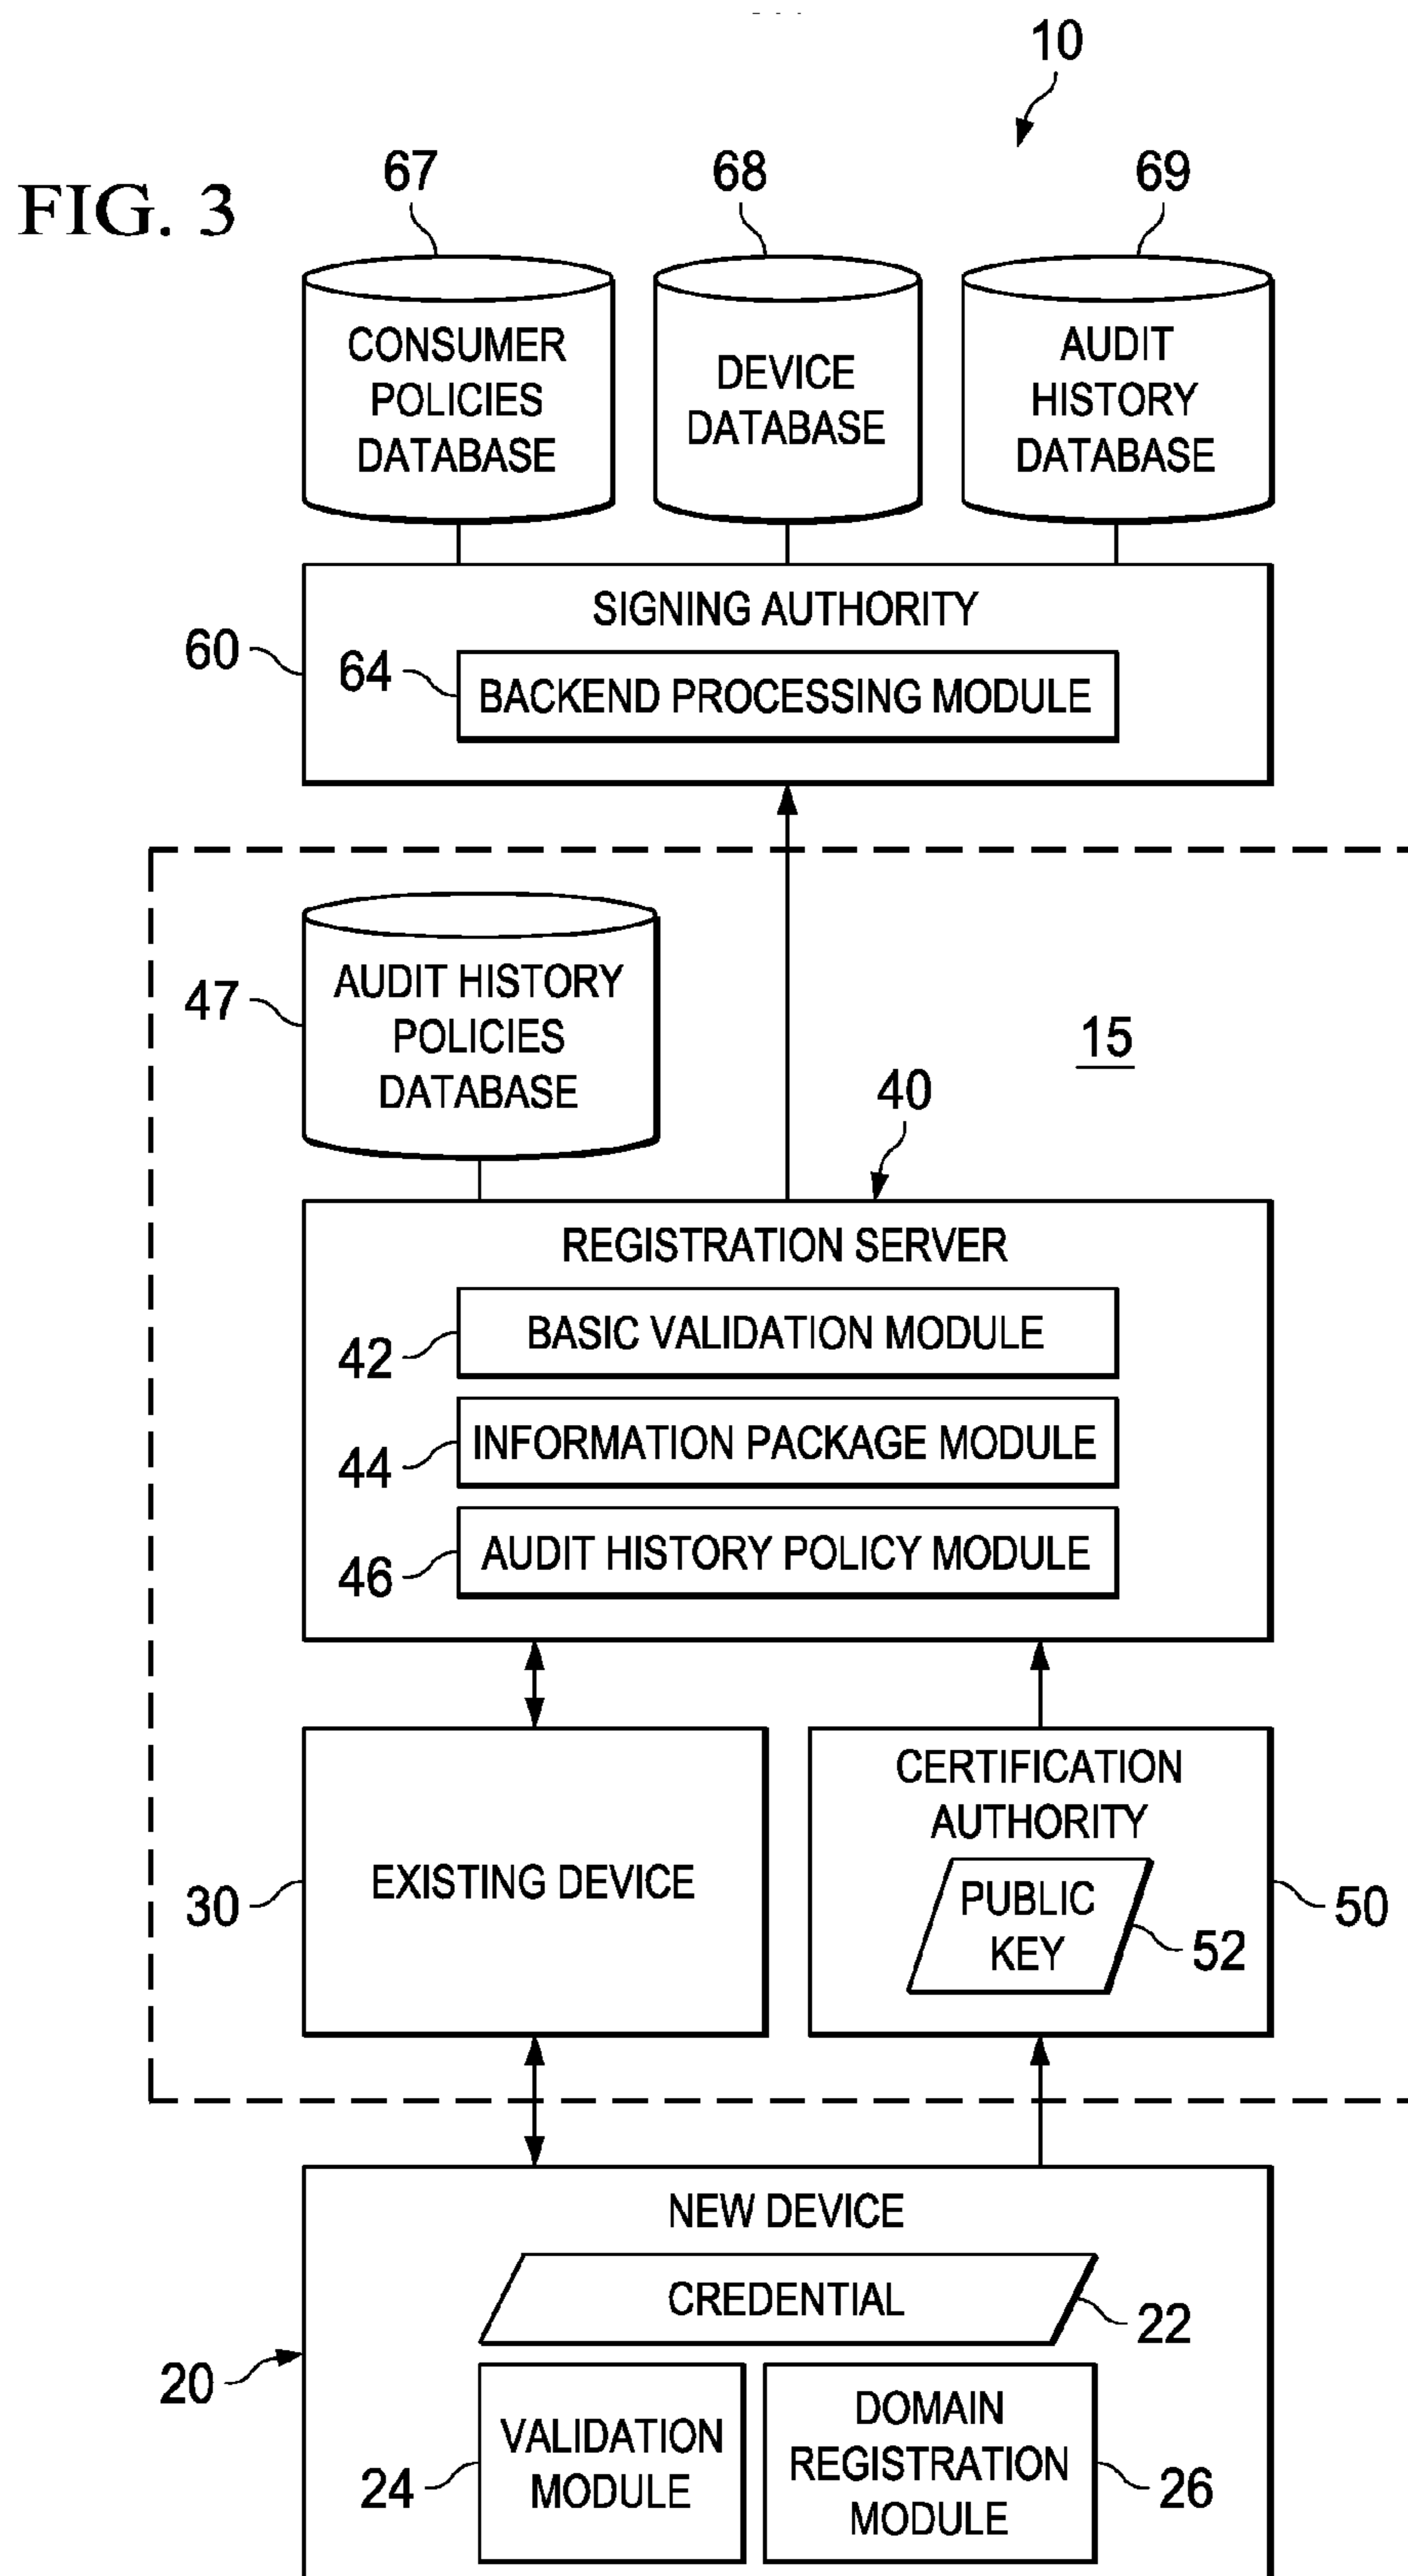 10
FIG. 3
67
68
69
CONSUMER
POLICIES
DATABASE
DEVICE
DATABASE
AUDIT
HISTORY
DATABASE
SIGNING AUTHORITY
60
64
BACKEND PROCESSING MODULE
AUDIT HISTORY
POLICIES
DATABASE
47
15
40
REGISTRATION SERVER
BASIC VALIDATION MODULE
42
INFORMATION PACKAGE MODULE
44
AUDIT HISTORY POLICY MODULE
46
EXISTING DEVICE
30
CERTIFICATION
AUTHORITY
PUBLIC
KEY
52
50
NEW DEVICE
CREDENTIAL
22
20
VALIDATION
MODULE
24
DOMAIN
REGISTRATION
MODULE
26